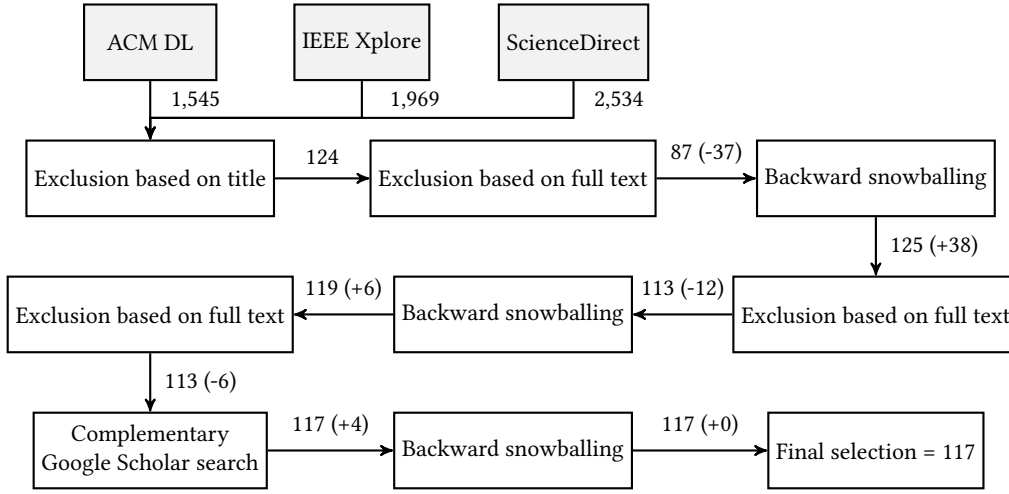 ACM DL
IEEE Xplore
ScienceDirect
1,545
1,969
2,534
Exclusion based on title
124
Exclusion based on full text
87 (-37)
Backward snowballing
125 (+38)
Exclusion based on full text
113 (-12)
Backward snowballing
119 (+6)
Exclusion based on full text
113 (-6)
Complementary
Google Scholar search
117 (+4)
Backward snowballing
117 (+0)
Final selection = 117